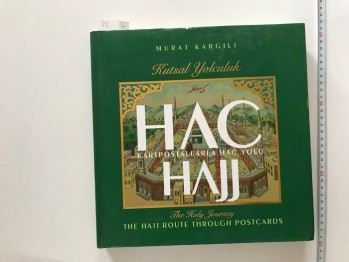 MURAT KARGILI
Kutsal Yolculuk
HAC
KARTPOSTALLARLA HAC YOLU
HAJJ
The Holy Journey
THE HAJJ ROUTE THROUGH POSTCARDS